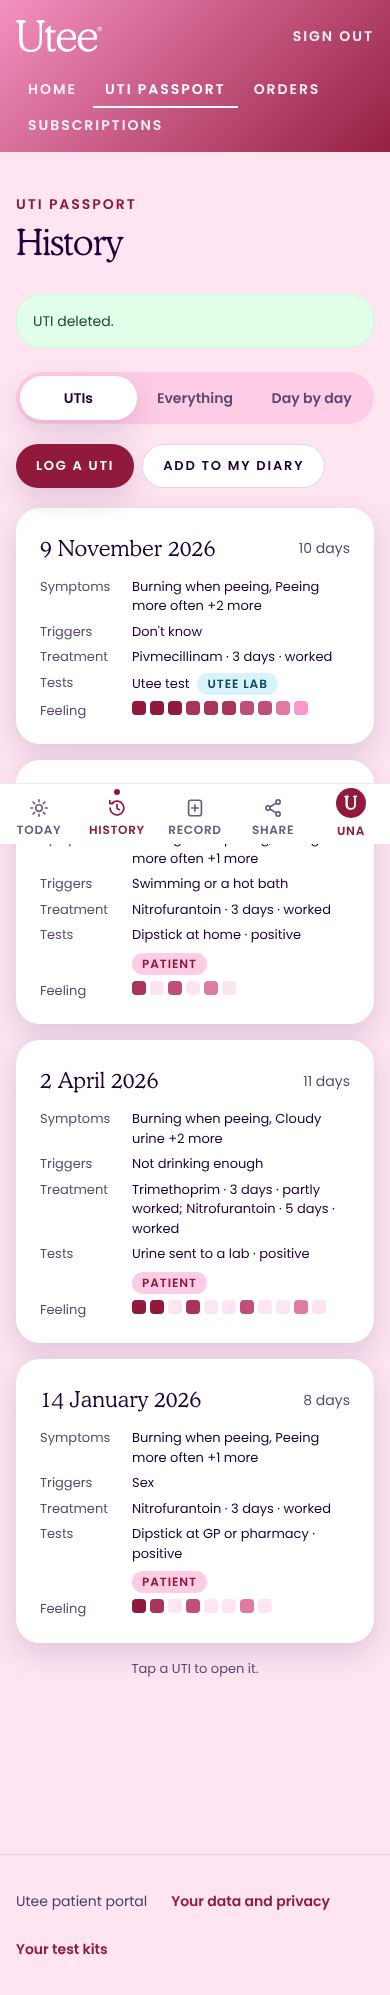 Utee®
SIGN OUT
HOME
UTI PASSPORT
ORDERS
SUBSCRIPTIONS
UTI PASSPORT
History
UTI deleted.
UTIs
Everything
Day by day
LOG A UTI
ADD TO MY DIARY
9 November 2026
10 days
Symptoms
Burning when peeing, Peeing
more often +2 more
Triggers
Don't know
Treatment
Pivmecillinam · 3 days · worked
Tests
Utee test
UTEE LAB
Feeling
TODAY
HISTORY
RECORD
SHARE
U
UNA
more often +1 more
Triggers
Swimming or a hot bath
Treatment
Nitrofurantoin · 3 days · worked
Tests
Dipstick at home · positive
PATIENT
Feeling
2 April 2026
11 days
Symptoms
Burning when peeing, Cloudy
urine +2 more
Triggers
Not drinking enough
Treatment
Trimethoprim · 3 days · partly
worked; Nitrofurantoin · 5 days ·
worked
Tests
Urine sent to a lab · positive
PATIENT
Feeling
14 January 2026
8 days
Symptoms
Burning when peeing, Peeing
more often +1 more
Triggers
Sex
Treatment
Nitrofurantoin · 3 days · worked
Tests
Dipstick at GP or pharmacy ·
positive
PATIENT
Feeling
Tap a UTI to open it.
Utee patient portal
Your data and privacy
Your test kits